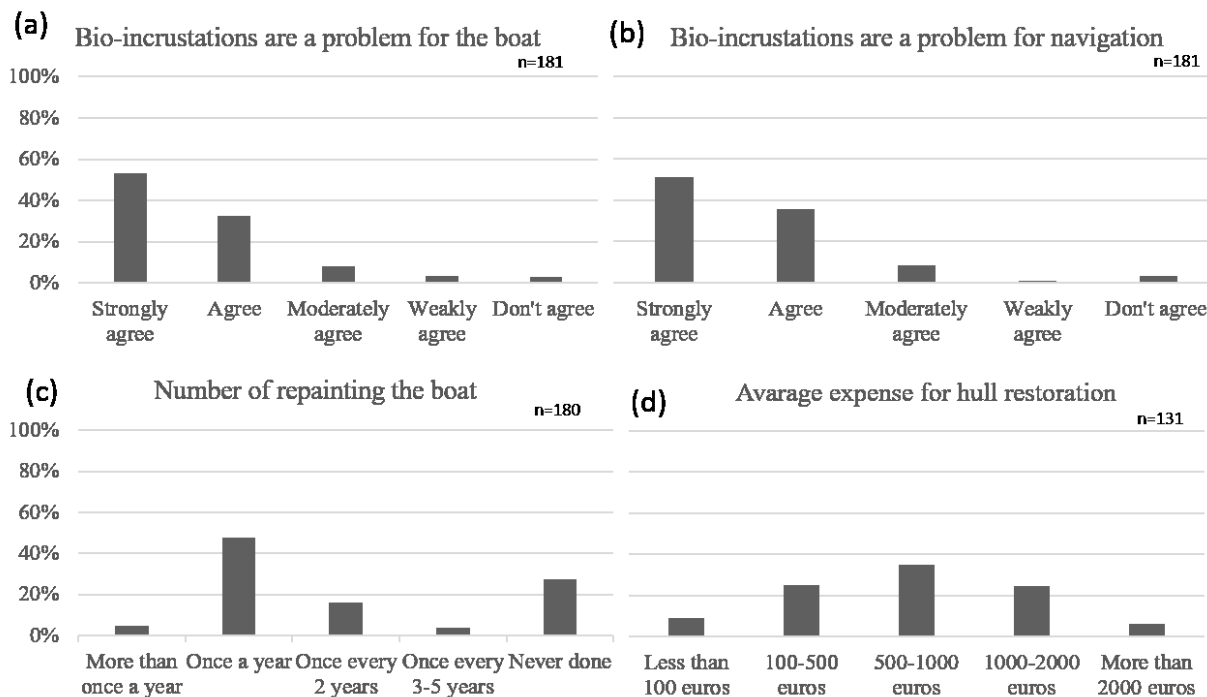 (a) Bio-incrustations are a problem for the boat
n=181
100%
80%
60%
40%
20%
0%
Strongly agree
Agree
Moderately agree
Weakly agree
Don't agree
(b) Bio-incrustations are a problem for navigation
n=181
Strongly agree
Agree
Moderately agree
Weakly agree
Don't agree
(c) Number of repainting the boat
n=180
100%
80%
60%
40%
20%
0%
More than once a year
Once a year
Once every 2 years
Once every 3-5 years
Never done
(d) Avarage expense for hull restoration
n=131
Less than 100 euros
100-500 euros
500-1000 euros
1000-2000 euros
More than 2000 euros